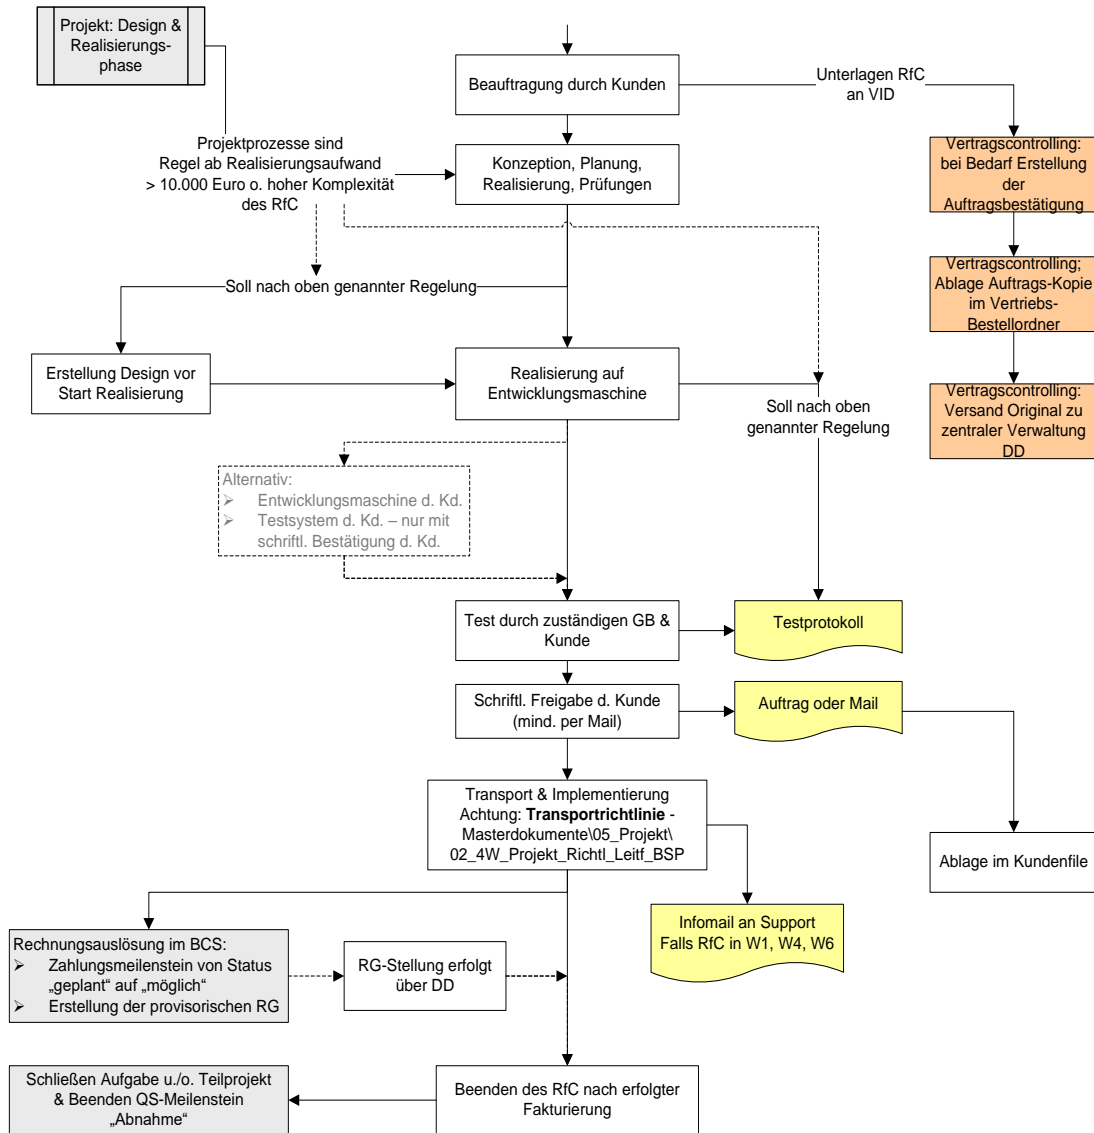 Projekt: Design &
Realisierungs-
phase
Beauftragung durch Kunden
Unterlagen RfC
an VID
Projektprozesse sind
Regel ab Realisierungsaufwand
> 10.000 Euro o. hoher Komplexität
des RfC
Konzeption, Planung,
Realisierung, Prüfungen
Vertragscontrolling:
bei Bedarf Erstellung
der
Auftragsbestätigung
Soll nach oben genannter Regelung
Vertragscontrolling;
Ablage Auftrags-Kopie
im Vertriebs-
Bestellordner
Erstellung Design vor
Start Realisierung
Realisierung auf
Entwicklungsmaschine
Soll nach oben
genannter Regelung
Vertragscontrolling:
Versand Original zu
zentraler Verwaltung
DD
Alternativ:
➢ Entwicklungsmaschine d. Kd.
➢ Testsystem d. Kd. – nur mit
schriftl. Bestätigung d. Kd.
Test durch zuständigen GB &
Kunde
Testprotokoll
Schriftl. Freigabe d. Kunde
(mind. per Mail)
Auftrag oder Mail
Transport & Implementierung
Achtung: Transportrichtlinie -
Masterdokumente\05_Projekt\
02_4W_Projekt_Richtl_Leitf_BSP
Ablage im Kundenfile
Infomail an Support
Falls RfC in W1, W4, W6
Rechnungsauslösung im BCS:
➢ Zahlungsmeilenstein von Status
„geplant“ auf „möglich“
➢ Erstellung der provisorischen RG
RG-Stellung erfolgt
über DD
Schließen Aufgabe u./o. Teilprojekt
& Beenden QS-Meilenstein
„Abnahme“
Beenden des RfC nach erfolgter
Fakturierung